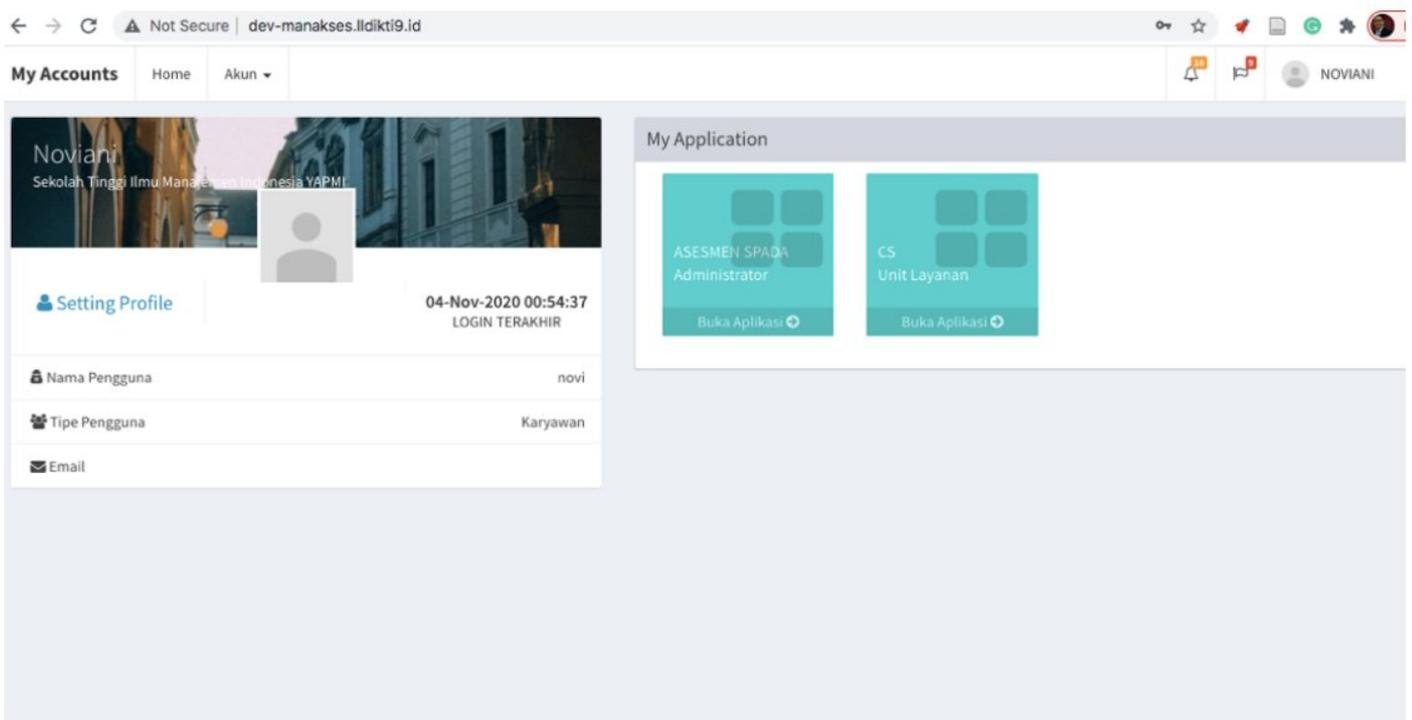 Not Secure | dev-manakses.lldikti9.id
My Accounts Home Akun
10 9 NOVIANI
Noviani
Sekolah Tinggi Ilmu Manajemen Indonesia YAPMI
Setting Profile
04-Nov-2020 00:54:37
LOGIN TERAKHIR
Nama Pengguna novi
Tipe Pengguna Karyawan
Email
My Application
ASESMEN SPADA
Administrator
Buka Aplikasi
CS
Unit Layanan
Buka Aplikasi